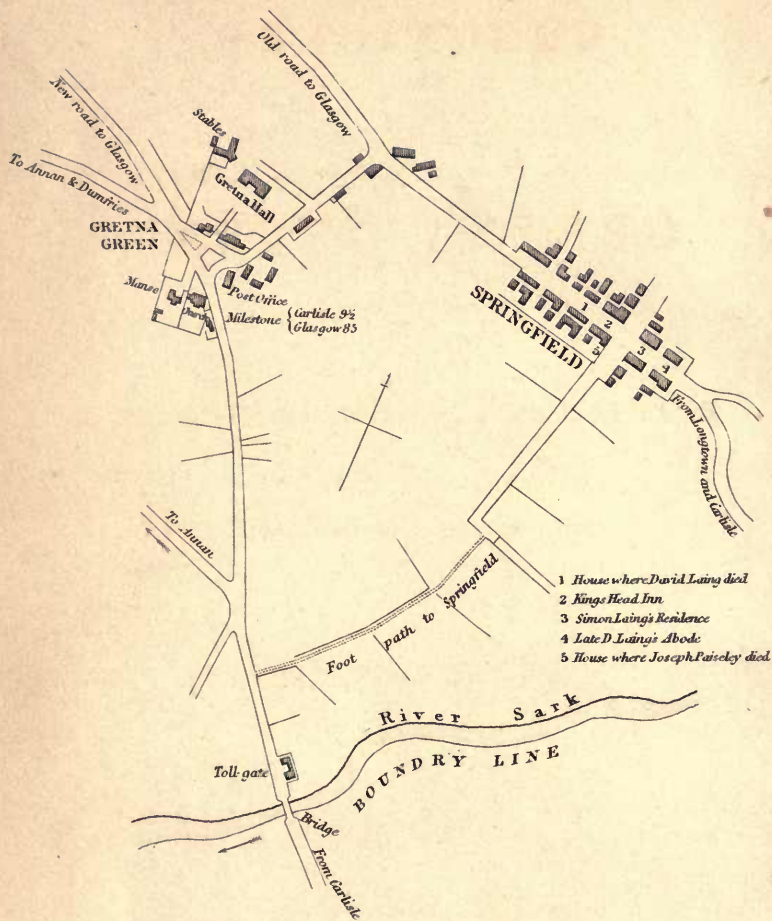 Old road to Glasgow
New road to Glasgow
Stables
To Annan & Dumfries
Gretna Hall
GRETNA
GREEN
Manse
Post Office
Milestone { Carlisle 9½
Glasgow 85
SPRINGFIELD
1
2
3
4
5
From Longtown and Carlisle
To Annan
Foot path to Springfield
1 House where David Laing died
2 Kings Head Inn
3 Simon Laing's Residence
4 Late D. Laing's Abode
5 House where Joseph Paiseley died
River Sark
BOUNDRY LINE
Toll-gate
Bridge
From Carlisle